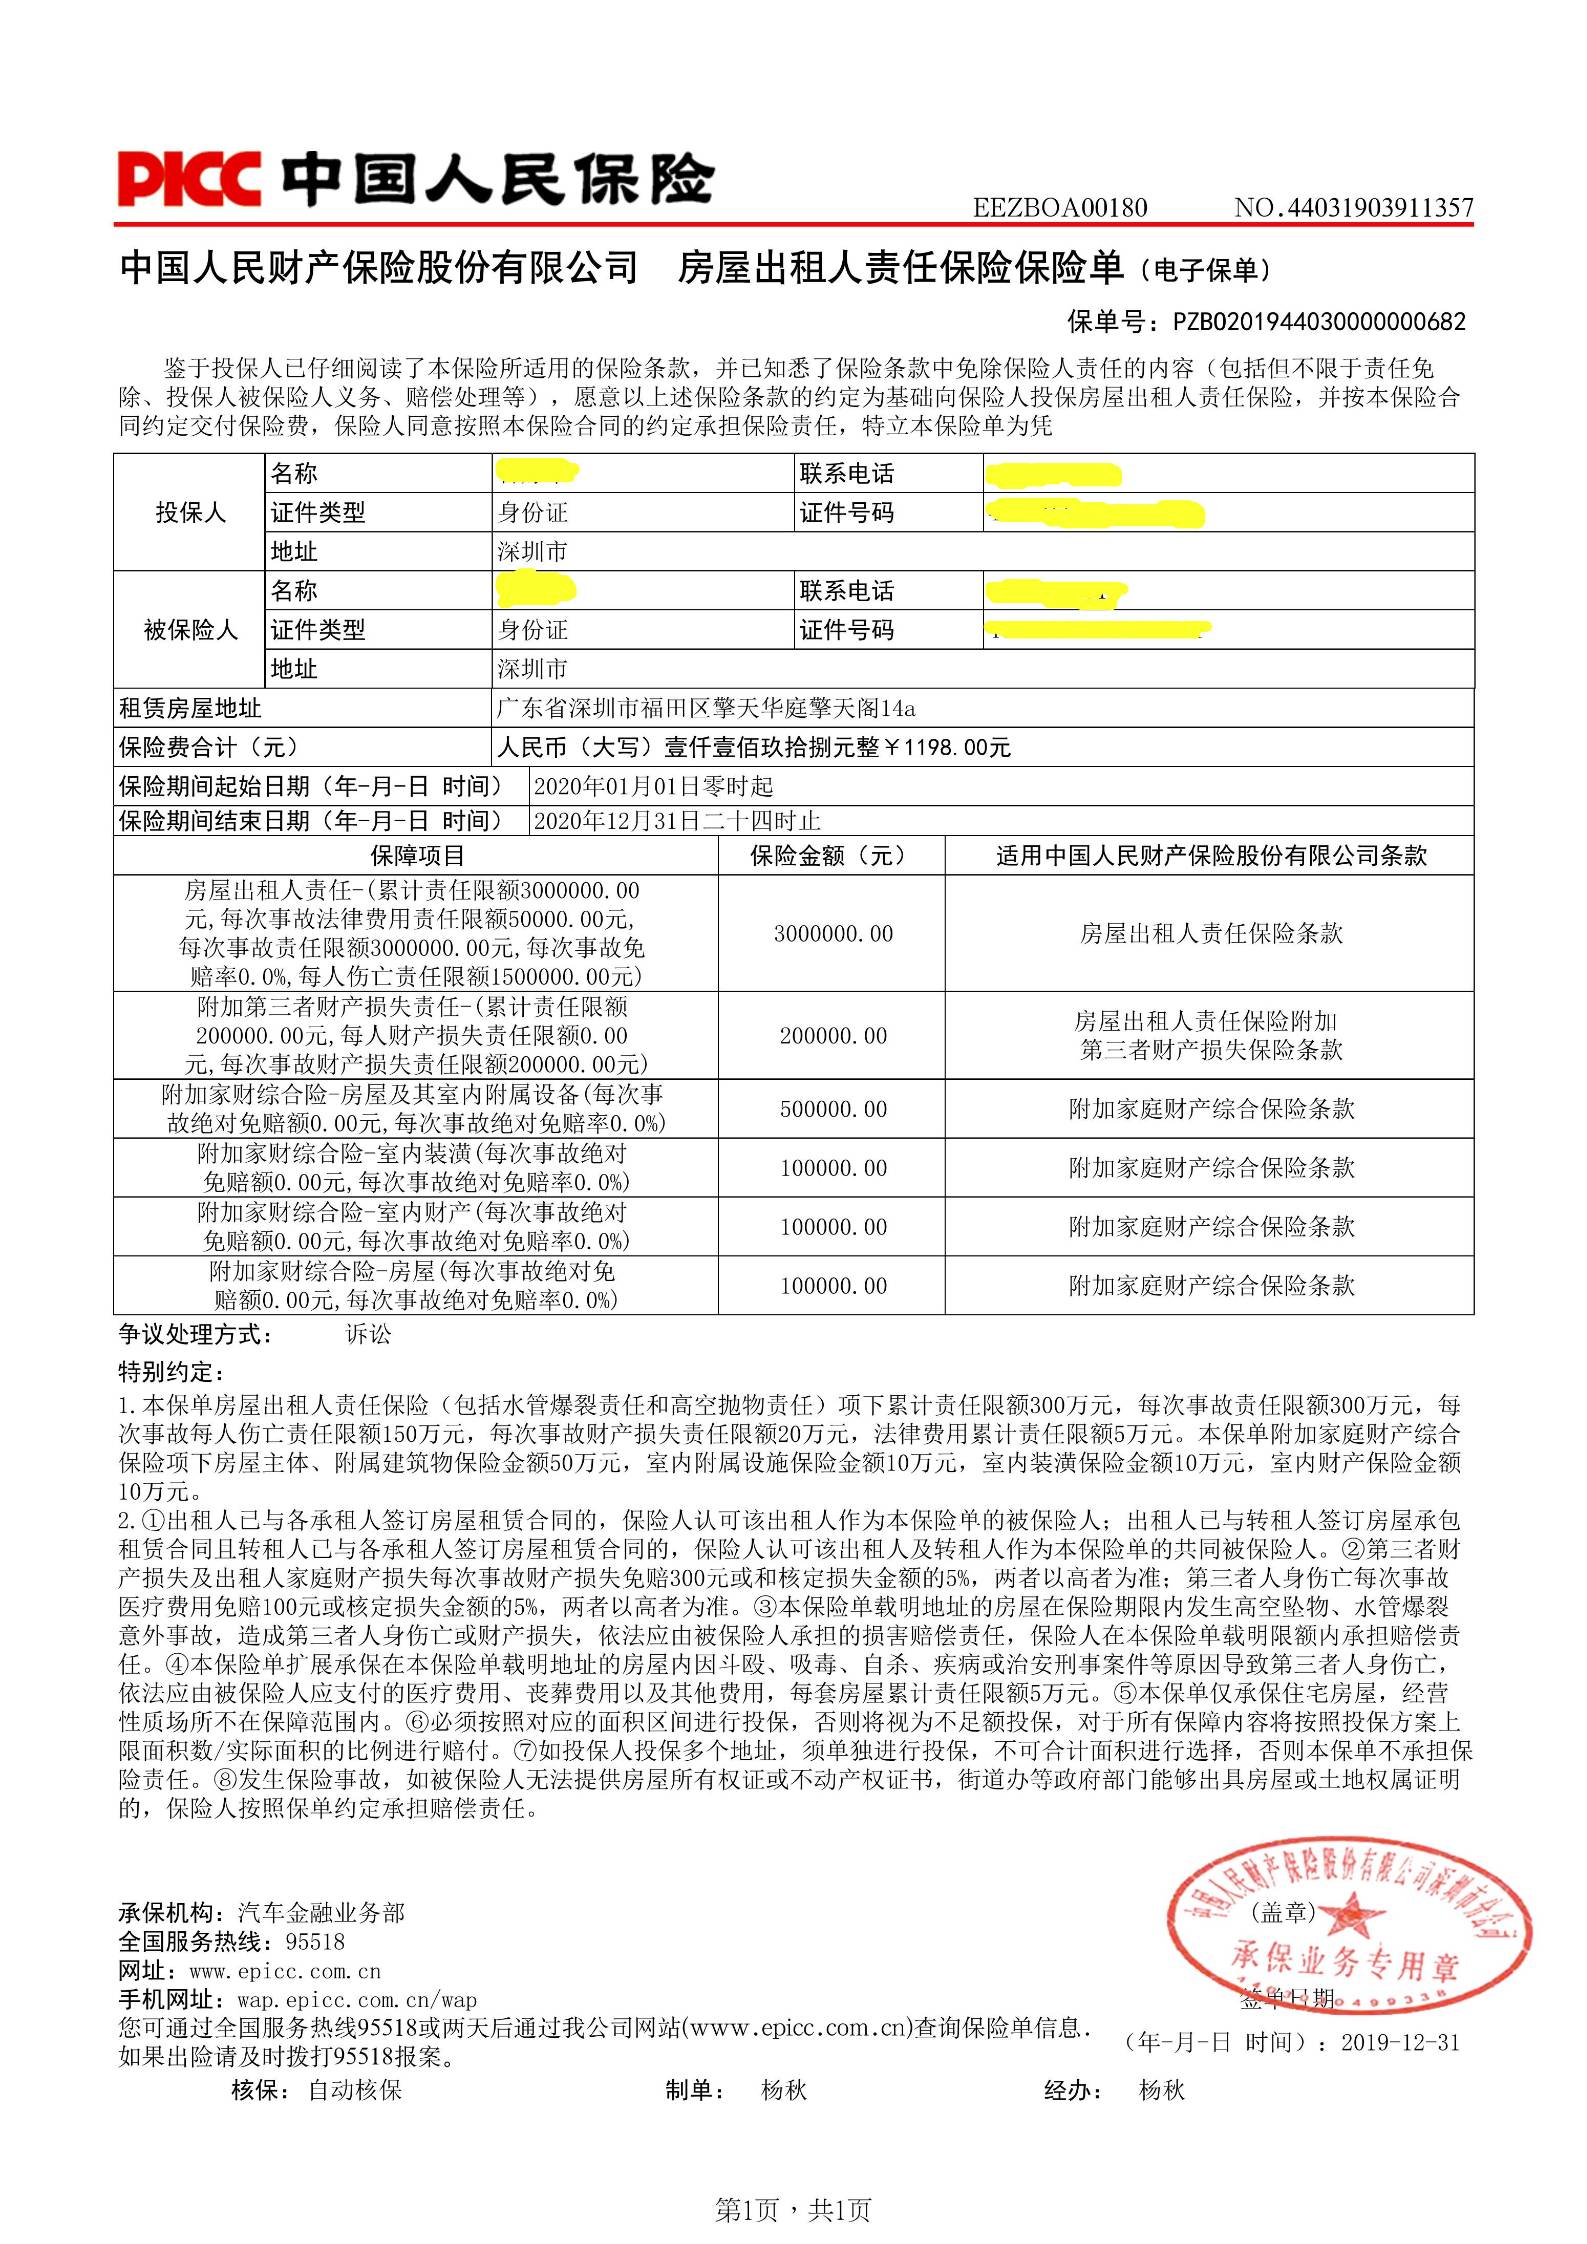 PICC 中国人民保险
EEZBOA00180 NO.44031903911357
中国人民财产保险股份有限公司 房屋出租人责任保险保险单（电子保单）
保单号：PZB0201944030000000682
鉴于投保人已仔细阅读了本保险所适用的保险条款，并已知悉了保险条款中免除保险人责任的内容（包括但不限于责任免
除、投保人被保险人义务、赔偿处理等），愿意以上述保险条款的约定为基础向保险人投保房屋出租人责任保险，并按本保险合
同约定交付保险费，保险人同意按照本保险合同的约定承担保险责任，特立本保险单为凭
投保人
名称 联系电话
证件类型 身份证 证件号码
地址 深圳市
被保险人
名称 联系电话
证件类型 身份证 证件号码
地址 深圳市
租赁房屋地址 广东省深圳市福田区擎天华庭擎天阁14a
保险费合计（元） 人民币（大写）壹仟壹佰玖拾捌元整￥1198.00元
保险期间起始日期（年-月-日 时间） 2020年01月01日零时起
保险期间结束日期（年-月-日 时间） 2020年12月31日二十四时止
保障项目 保险金额（元） 适用中国人民财产保险股份有限公司条款
房屋出租人责任-(累计责任限额3000000.00
元,每次事故法律费用责任限额50000.00元,
每次事故责任限额3000000.00元,每次事故免
赔率0.0%,每人伤亡责任限额1500000.00元)
3000000.00
房屋出租人责任保险条款
附加第三者财产损失责任-(累计责任限额
200000.00元,每人财产损失责任限额0.00
元,每次事故财产损失责任限额200000.00元)
200000.00
房屋出租人责任保险附加
第三者财产损失保险条款
附加家财综合险-房屋及其室内附属设备(每次事
故绝对免赔额0.00元,每次事故绝对免赔率0.0%)
500000.00
附加家庭财产综合保险条款
附加家财综合险-室内装潢(每次事故绝对
免赔额0.00元,每次事故绝对免赔率0.0%)
100000.00
附加家庭财产综合保险条款
附加家财综合险-室内财产(每次事故绝对
免赔额0.00元,每次事故绝对免赔率0.0%)
100000.00
附加家庭财产综合保险条款
附加家财综合险-房屋(每次事故绝对免
赔额0.00元,每次事故绝对免赔率0.0%)
100000.00
附加家庭财产综合保险条款
争议处理方式： 诉讼
特别约定：
1.本保单房屋出租人责任保险（包括水管爆裂责任和高空抛物责任）项下累计责任限额300万元，每次事故责任限额300万元，每
次事故每人伤亡责任限额150万元，每次事故财产损失责任限额20万元，法律费用累计责任限额5万元。本保单附加家庭财产综合
保险项下房屋主体、附属建筑物保险金额50万元，室内附属设施保险金额10万元，室内装潢保险金额10万元，室内财产保险金额
10万元。
2.①出租人已与各承租人签订房屋租赁合同的，保险人认可该出租人作为本保险单的被保险人；出租人已与转租人签订房屋承包
租赁合同且转租人已与各承租人签订房屋租赁合同的，保险人认可该出租人及转租人作为本保险单的共同被保险人。②第三者财
产损失及出租人家庭财产损失每次事故财产损失免赔300元或和核定损失金额的5%，两者以高者为准；第三者人身伤亡每次事故
医疗费用免赔100元或核定损失金额的5%，两者以高者为准。③本保险单载明地址的房屋在保险期限内发生高空坠物、水管爆裂
意外事故，造成第三者人身伤亡或财产损失，依法应由被保险人承担的损害赔偿责任，保险人在本保险单载明限额内承担赔偿责
任。④本保险单扩展承保在本保险单载明地址的房屋内因斗殴、吸毒、自杀、疾病或治安刑事案件等原因导致第三者人身伤亡，
依法应由被保险人应支付的医疗费用、丧葬费用以及其他费用，每套房屋累计责任限额5万元。⑤本保单仅承保住宅房屋，经营
性质场所不在保障范围内。⑥必须按照对应的面积区间进行投保，否则将视为不足额投保，对于所有保障内容将按照投保方案上
限面积数/实际面积的比例进行赔付。⑦如投保人投保多个地址，须单独进行投保，不可合计面积进行选择，否则本保单不承担保
险责任。⑧发生保险事故，如被保险人无法提供房屋所有权证或不动产权证书，街道办等政府部门能够出具房屋或土地权属证明
的，保险人按照保单约定承担赔偿责任。
承保机构：汽车金融业务部
全国服务热线：95518
网址：www.epicc.com.cn
手机网址：wap.epicc.com.cn/wap
您可通过全国服务热线95518或两天后通过我公司网站(www.epicc.com.cn)查询保险单信息.
如果出险请及时拨打95518报案。
中国人民财产保险股份有限公司深圳市分公司
(盖章)
承保业务专用章
签单日期
（年-月-日 时间）：2019-12-31
核保： 自动核保 制单： 杨秋 经办： 杨秋
第1页，共1页